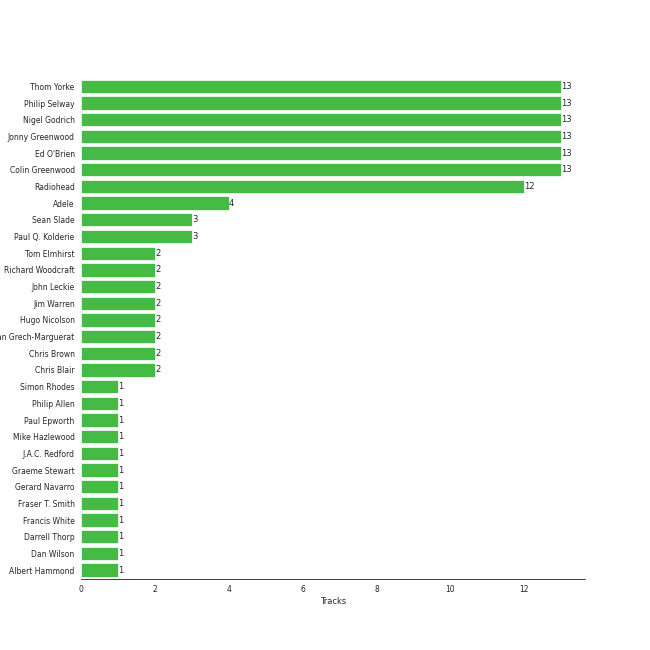 Thom Yorke 13
Philip Selway 13
Nigel Godrich 13
Jonny Greenwood 13
Ed O'Brien 13
Colin Greenwood 13
Radiohead 12
Adele 4
Sean Slade 3
Paul Q. Kolderie 3
Tom Elmhirst 2
Richard Woodcraft 2
John Leckie 2
Jim Warren 2
Hugo Nicolson 2
n Grech-Marguerat 2
Chris Brown 2
Chris Blair 2
Simon Rhodes 1
Philip Allen 1
Paul Epworth 1
Mike Hazlewood 1
J.A.C. Redford 1
Graeme Stewart 1
Gerard Navarro 1
Fraser T. Smith 1
Francis White 1
Darrell Thorp 1
Dan Wilson 1
Albert Hammond 1
0 2 4 6 8 10 12
Tracks